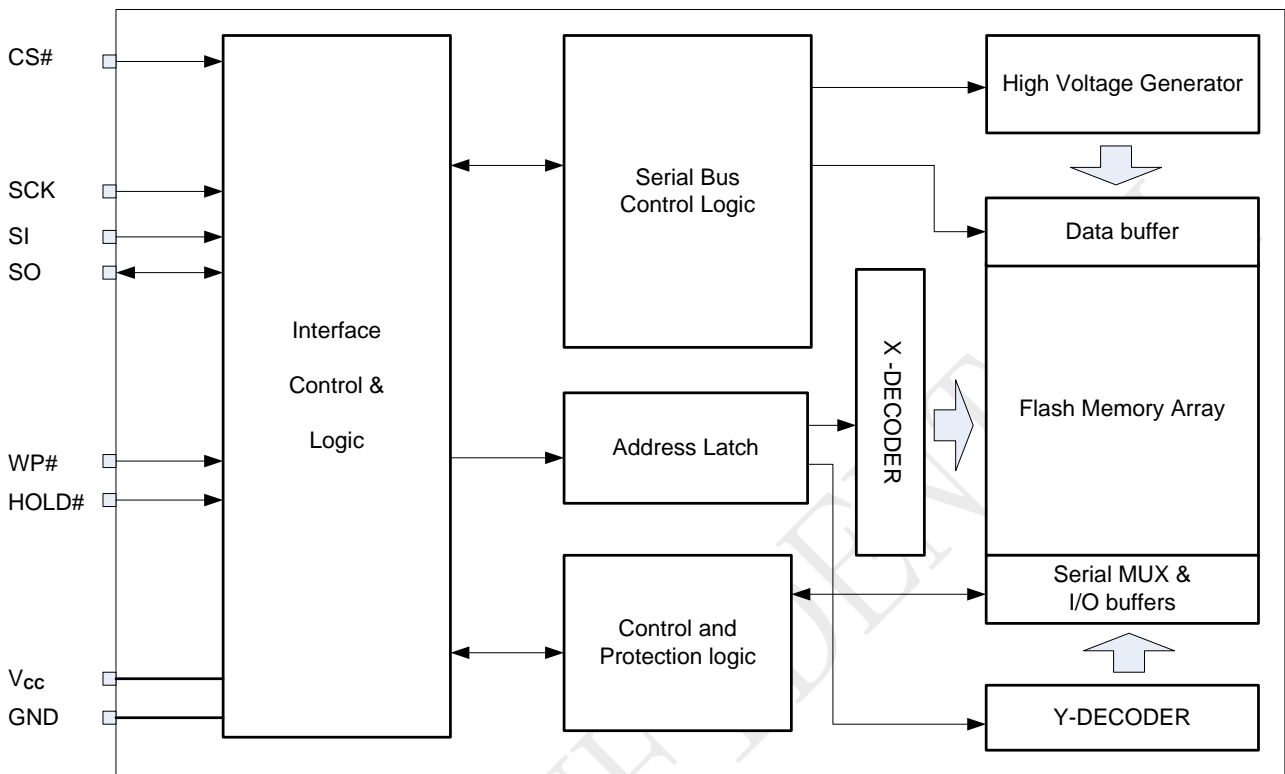 CS#
SCK
SI
SO
WP#
HOLD#
Vcc
GND
Interface
Control &
Logic
Serial Bus
Control Logic
Address Latch
Control and
Protection logic
X -DECODER
High Voltage Generator
Data buffer
Flash Memory Array
Serial MUX &
I/O buffers
Y-DECODER